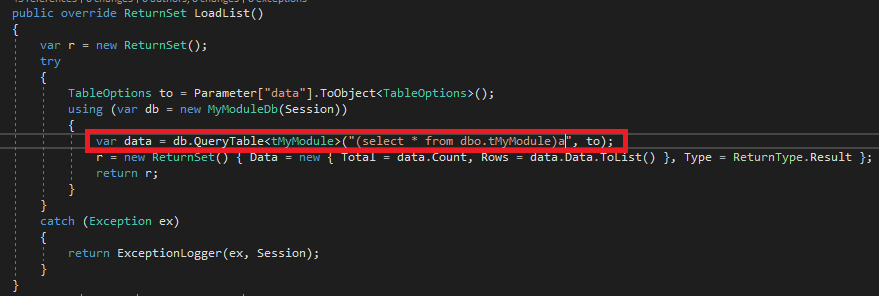 public override ReturnSet LoadList()
{
var r = new ReturnSet();
try
{
TableOptions to = Parameter["data"].ToObject<TableOptions>();
using (var db = new MyModuleDb(Session))
{
var data = db.QueryTable<tMyModule>("(select * from dbo.tMyModule)a", to);
r = new ReturnSet() { Data = new { Total = data.Count, Rows = data.Data.ToList() }, Type = ReturnType.Result };
return r;
}
}
catch (Exception ex)
{
return ExceptionLogger(ex, Session);
}
}